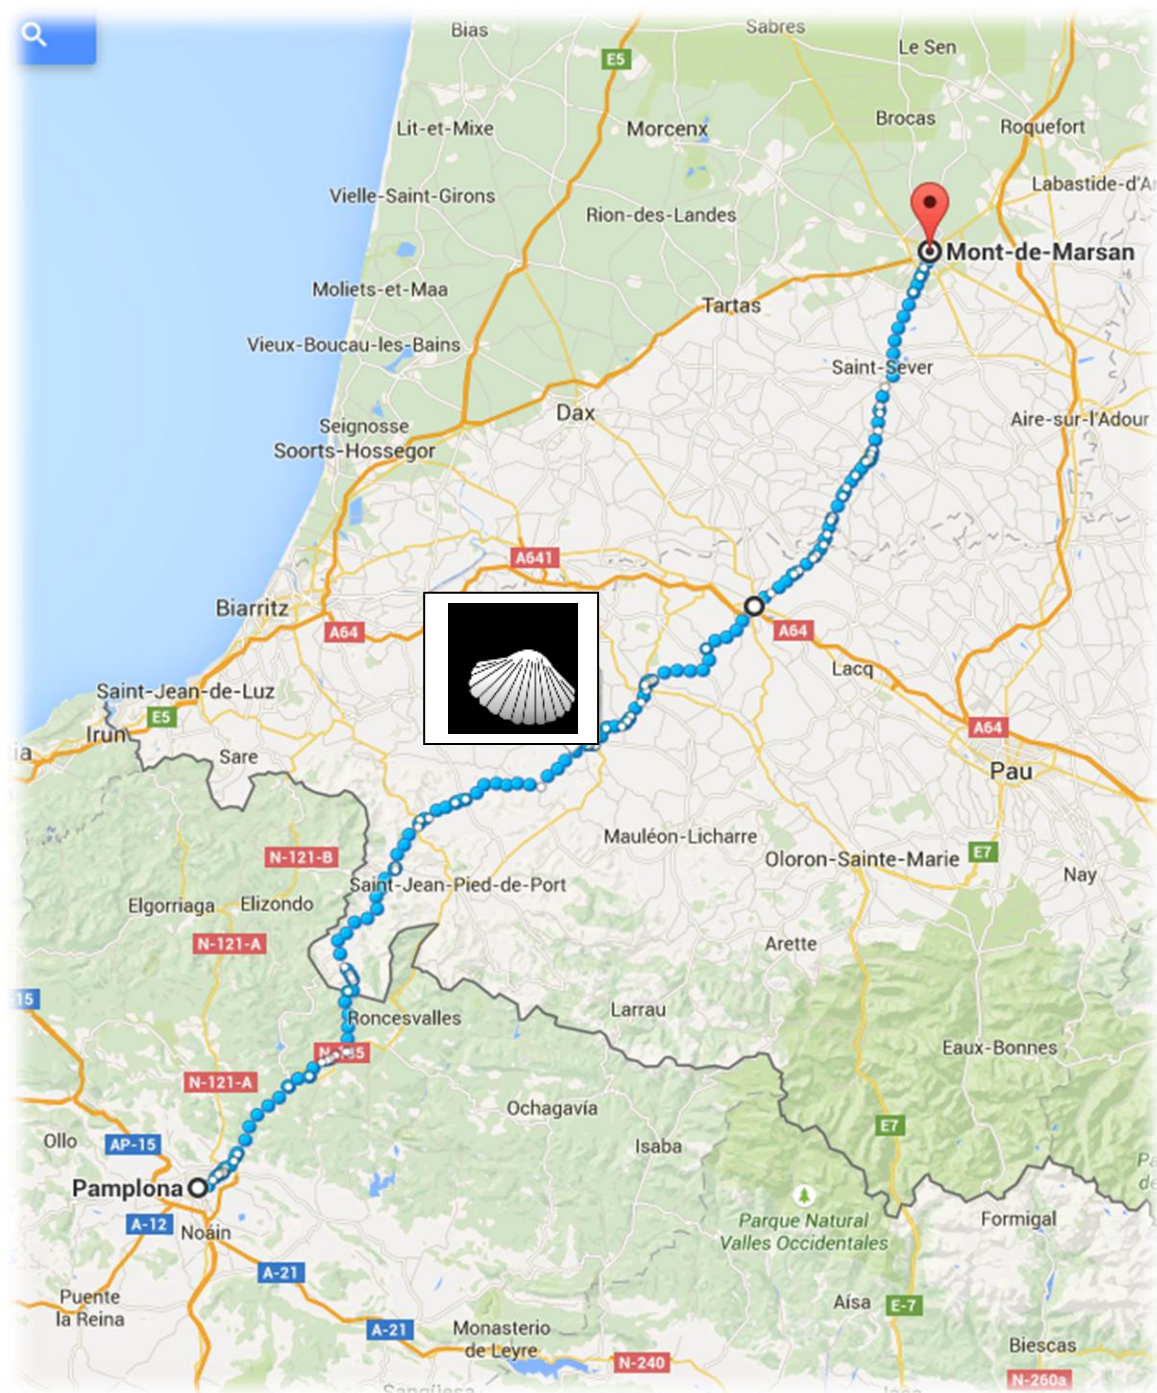 Bias
Sabres
Le Sen
E5
Brocas
Lit-et-Mixe
Morcenx
Roquefort
Labastide-d'Ar
Vielle-Saint-Girons
Rion-des-Landes
Mont-de-Marsan
Moliets-et-Maa
Tartas
Vieux-Boucau-les-Bains
Saint-Sever
Dax
Aire-sur-l'Adour
Seignosse
Soorts-Hossegor
A641
Biarritz
A64
A64
Lacq
Saint-Jean-de-Luz
E5
A64
Irun
ia
Sare
Pau
Mauléon-Licharre
N-121-B
Oloron-Sainte-Marie
E7
Nay
Saint-Jean-Pied-de-Port
Elgorriaga
Elizondo
N-121-A
Arette
-15
Larrau
Roncesvalles
Eaux-Bonnes
N-121-A
Ochagavía
Ollo
AP-15
E7
Isaba
Pamplona
A-12
Noáin
Parque Natural
Valles Occidentales
Formigal
A-21
Puente
la Reina
Aísa
E-7
A-21
Monasterio
de Leyre
Biescas
N-240
N-260a